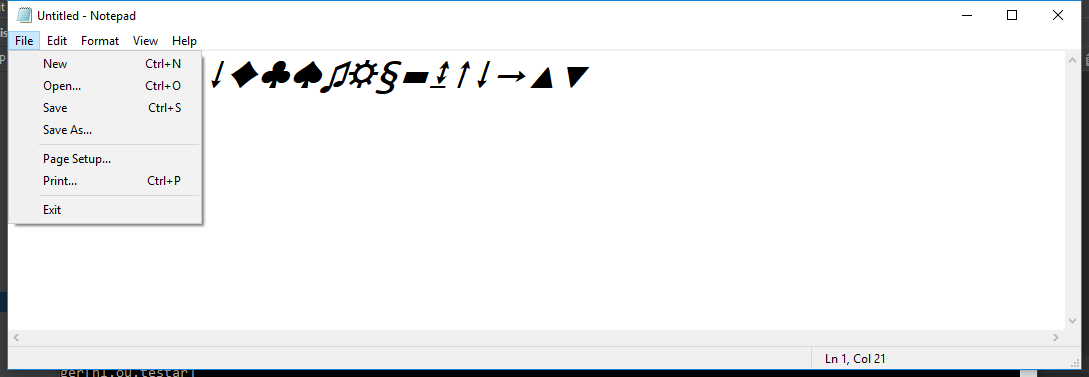 Untitled - Notepad
File Edit Format View Help
↓♦♣♠♫☼§▬↨↑↓→▲▼
New Ctrl+N
Open... Ctrl+O
Save Ctrl+S
Save As...
Page Setup...
Print... Ctrl+P
Exit
Ln 1, Col 21